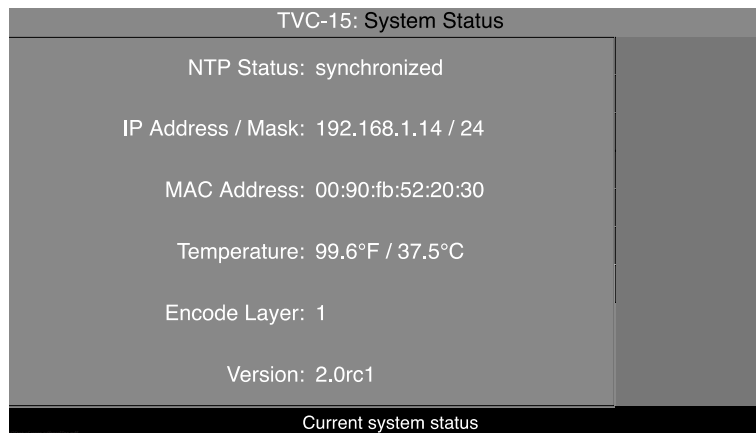 TVC-15: System Status
NTP Status: synchronized
IP Address / Mask: 192.168.1.14 / 24
MAC Address: 00:90:fb:52:20:30
Temperature: 99.6°F / 37.5°C
Encode Layer: 1
Version: 2.0rc1
Current system status